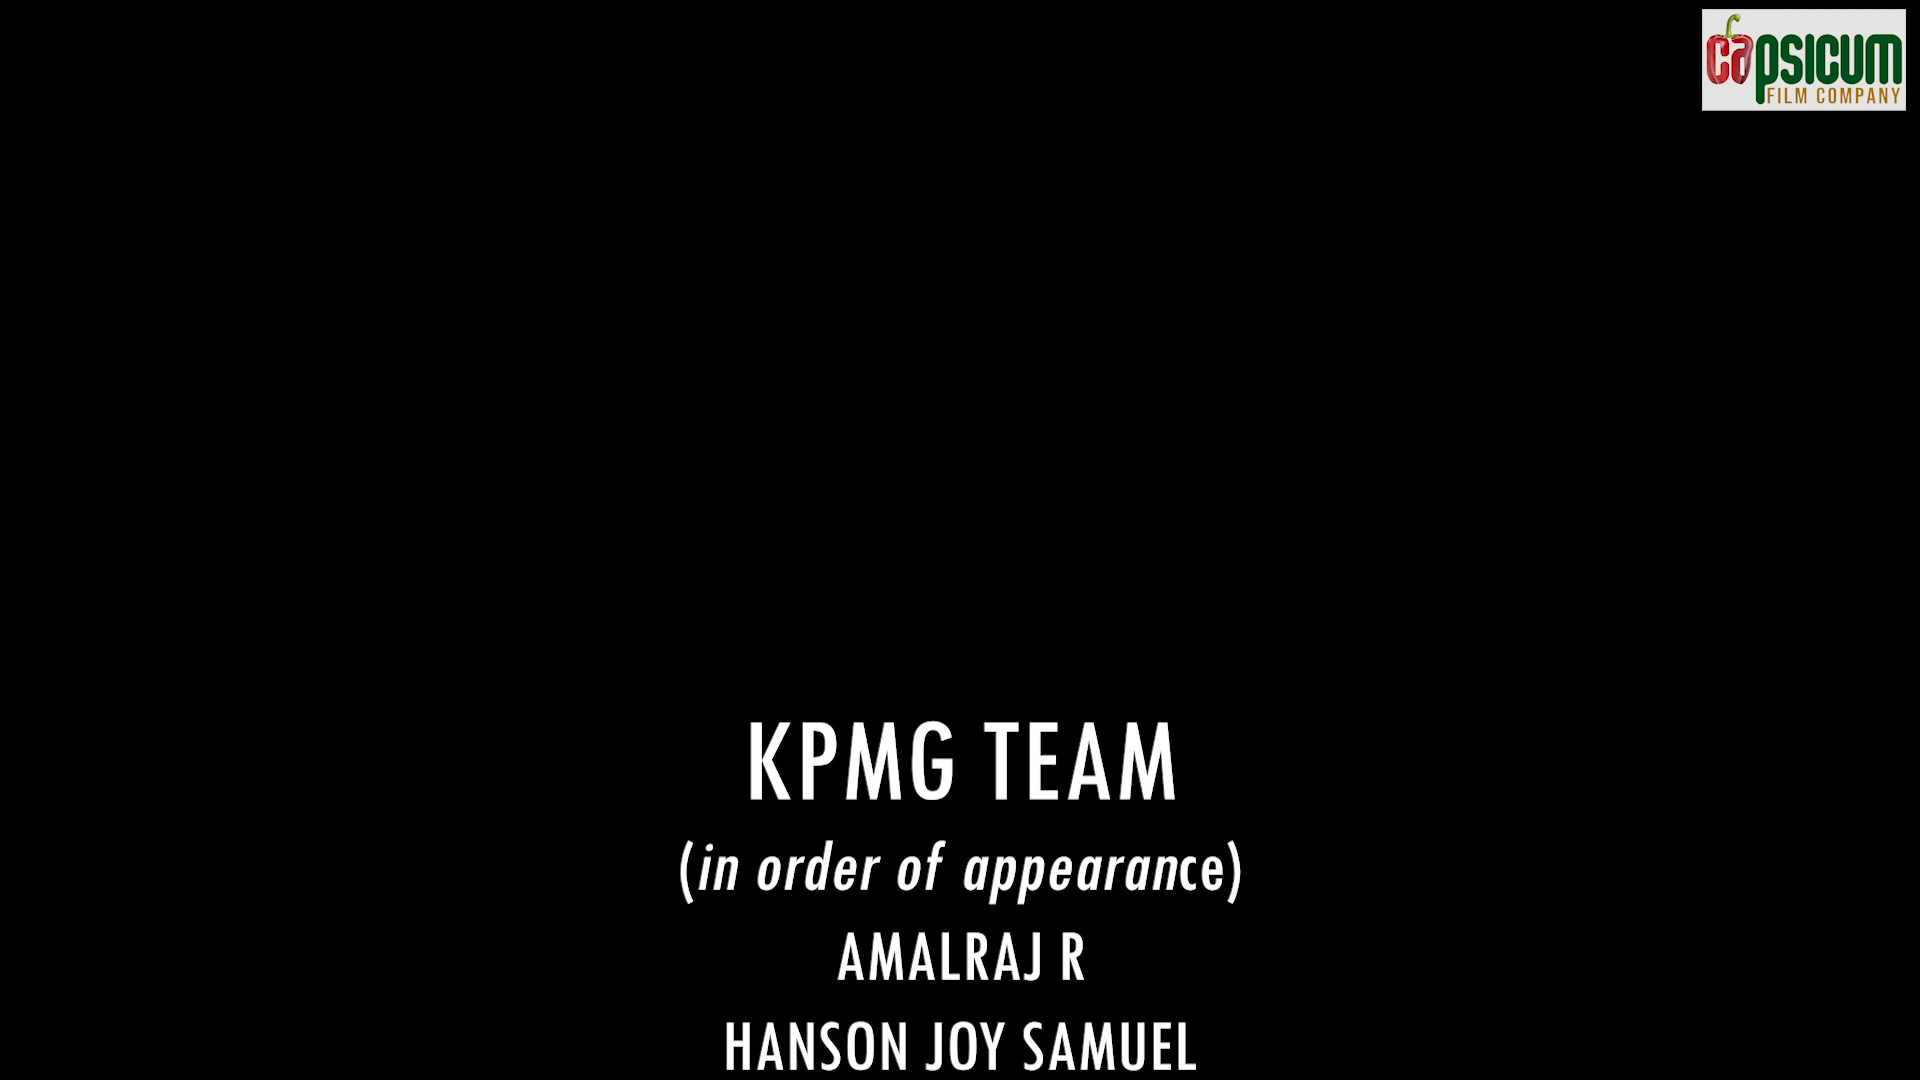 capsicum
FILM COMPANY
KPMG TEAM
(in order of appearance)
AMALRAJ R
HANSON JOY SAMUEL